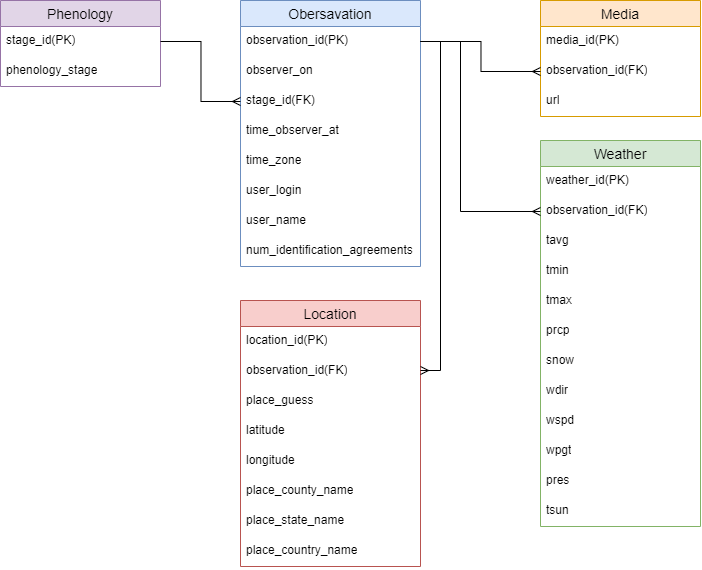 Phenology
stage_id(PK)
phenology_stage
Obersavation
observation_id(PK)
observer_on
stage_id(FK)
time_observer_at
time_zone
user_login
user_name
num_identification_agreements
Media
media_id(PK)
observation_id(FK)
url
Weather
weather_id(PK)
observation_id(FK)
tavg
tmin
tmax
prcp
snow
wdir
wspd
wpgt
pres
tsun
Location
location_id(PK)
observation_id(FK)
place_guess
latitude
longitude
place_county_name
place_state_name
place_country_name